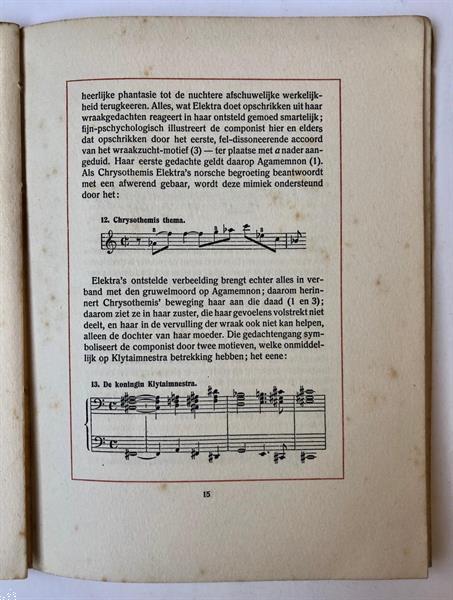 heerlijke phantasie tot de nuchtere afschuwelijke werkelijk-
heid terugkeeren. Alles, wat Elektra doet opschrikken uit haar
wraakgedachten reageert in haar ontsteld gemoed smartelijk;
fijn-pschychologisch illustreert de componist hier en elders
dat opschrikken door het eerste, fel-dissoneerende accoord
van het wraakzucht-motief (3) — ter plaatse met a nader aan-
geduid. Haar eerste gedachte geldt daarop Agamemnon (1).
Als Chrysothemis Elektra's norsche begroeting beantwoordt
met een afwerend gebaar, wordt deze mimiek ondersteund
door het:
12. Chrysothemis thema.
Elektra's ontstelde verbeelding brengt echter alles in ver-
band met den gruwelmoord op Agamemnon; daarom herin-
nert Chrysothemis' beweging haar aan die daad (1 en 3);
daarom ziet ze in haar zuster, die haar gevoelens volstrekt niet
deelt, en haar in de vervulling der wraak ook niet kan helpen,
alleen de dochter van haar moeder. Die gedachtengang sym-
boliseert de componist door twee motieven, welke onmiddel-
lijk op Klytaimnestra betrekking hebben; het eene:
13. De koningin Klytaimnestra.
15